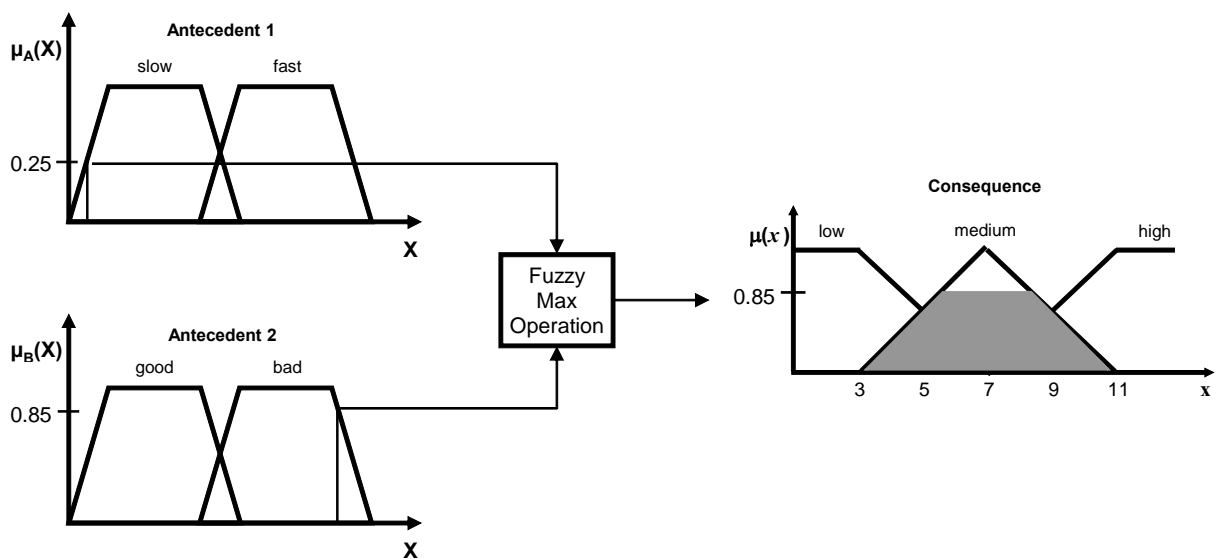 Antecedent 1
μA(X)
slow fast
0.25
X
Antecedent 2
μB(X)
good bad
0.85
X
Fuzzy
Max
Operation
Consequence
μ(x)
low medium high
0.85
3 5 7 9 11 x